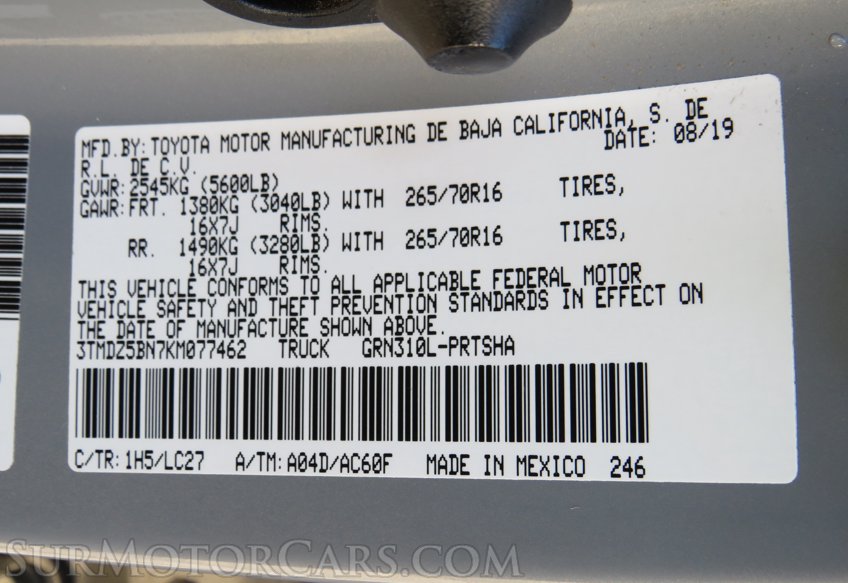 MFD.BY: TOYOTA MOTOR MANUFACTURING DE BAJA CALIFORNIA, S. DE
R.L. DE C.V. DATE: 08/19
GVWR: 2545KG (5600LB)
GAWR: FRT. 1380KG (3040LB) WITH 265/70R16 TIRES,
16X7J RIMS.
RR. 1490KG (3280LB) WITH 265/70R16 TIRES,
16X7J RIMS.
THIS VEHICLE CONFORMS TO ALL APPLICABLE FEDERAL MOTOR
VEHICLE SAFETY AND THEFT PREVENTION STANDARDS IN EFFECT ON
THE DATE OF MANUFACTURE SHOWN ABOVE.
3TMDZ5BN7KM077462 TRUCK GRN310L-PRTSHA
C/TR: 1H5/LC27 A/TM: A04D/AC60F MADE IN MEXICO 246
SurMotorCars.com